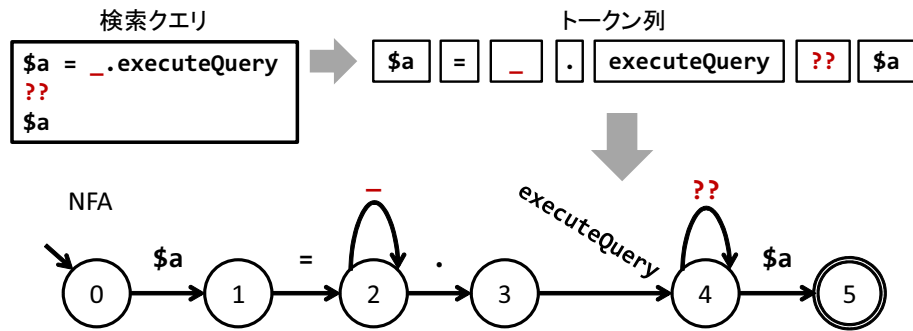 検索クエリ
トークン列
$a = _.executeQuery
??
$a
$a = _ . executeQuery ?? $a
NFA
$a = _ . executeQuery ?? $a
0 1 2 3 4 5